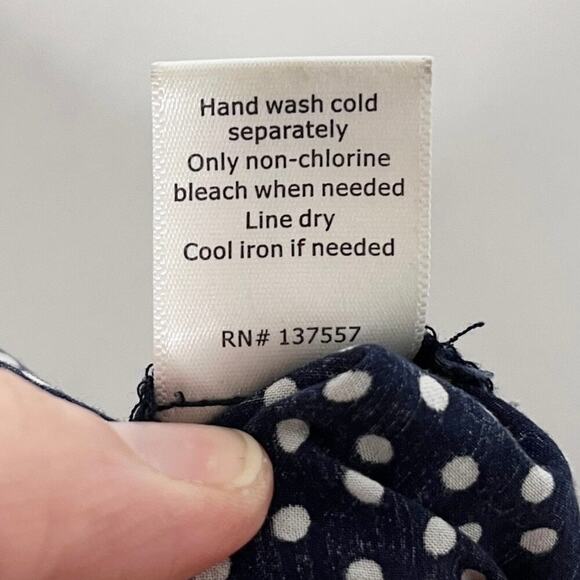 Hand wash cold
separately
Only non-chlorine
bleach when needed
Line dry
Cool iron if needed
RN# 137557